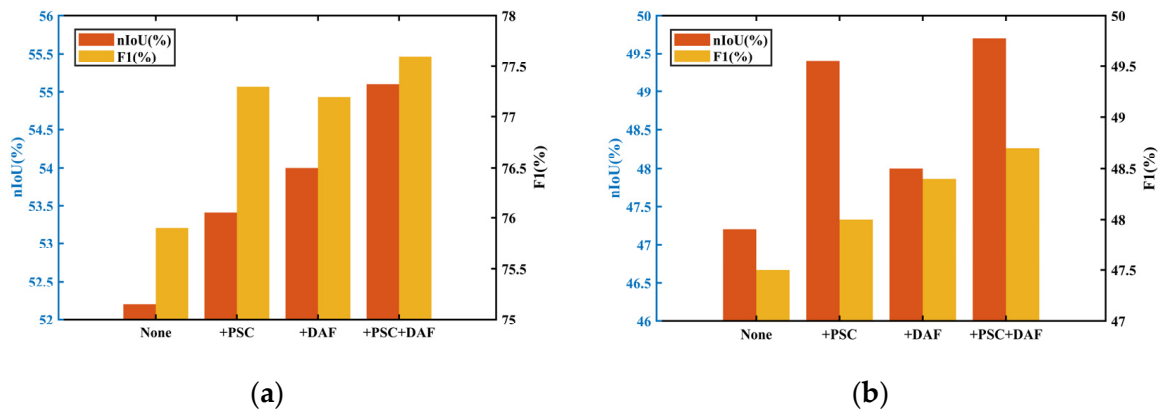 56
55.5
55
54.5
54
53.5
53
52.5
52
nIoU(%)
nIoU(%)
F1(%)
78
77.5
77
76.5
76
75.5
75
F1(%)
None
+PSC
+DAF
+PSC+DAF
(a)
50
49.5
49
48.5
48
47.5
47
46.5
46
nIoU(%)
nIoU(%)
F1(%)
50
49.5
49
48.5
48
47.5
47
F1(%)
None
+PSC
+DAF
+PSC+DAF
(b)